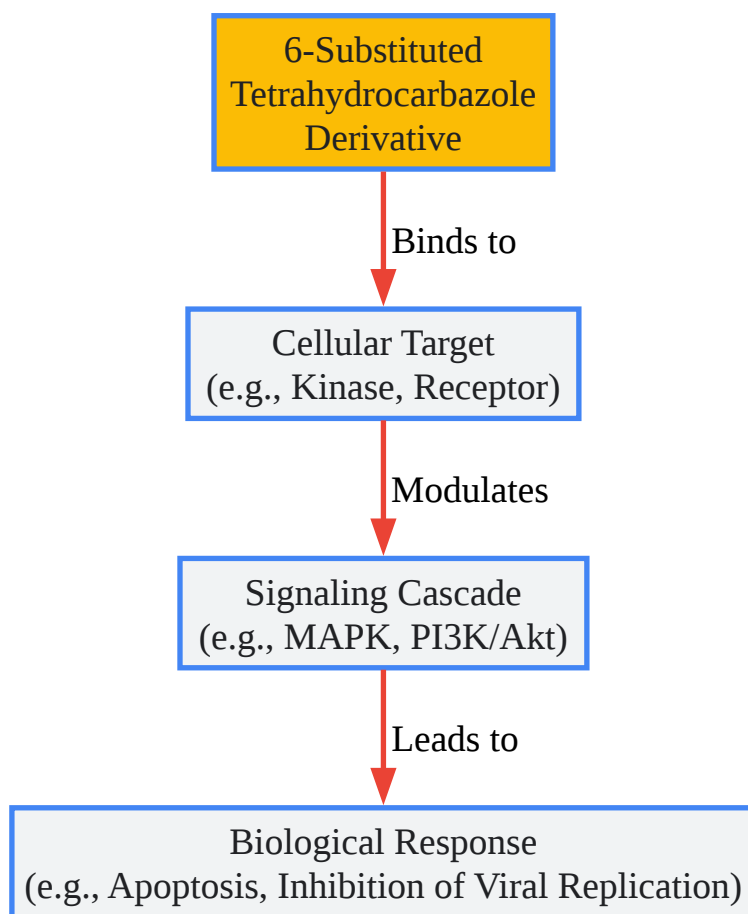 6-Substituted
Tetrahydrocarbazole
Derivative
Binds to
Cellular Target
(e.g., Kinase, Receptor)
Modulates
Signaling Cascade
(e.g., MAPK, PI3K/Akt)
Leads to
Biological Response
(e.g., Apoptosis, Inhibition of Viral Replication)